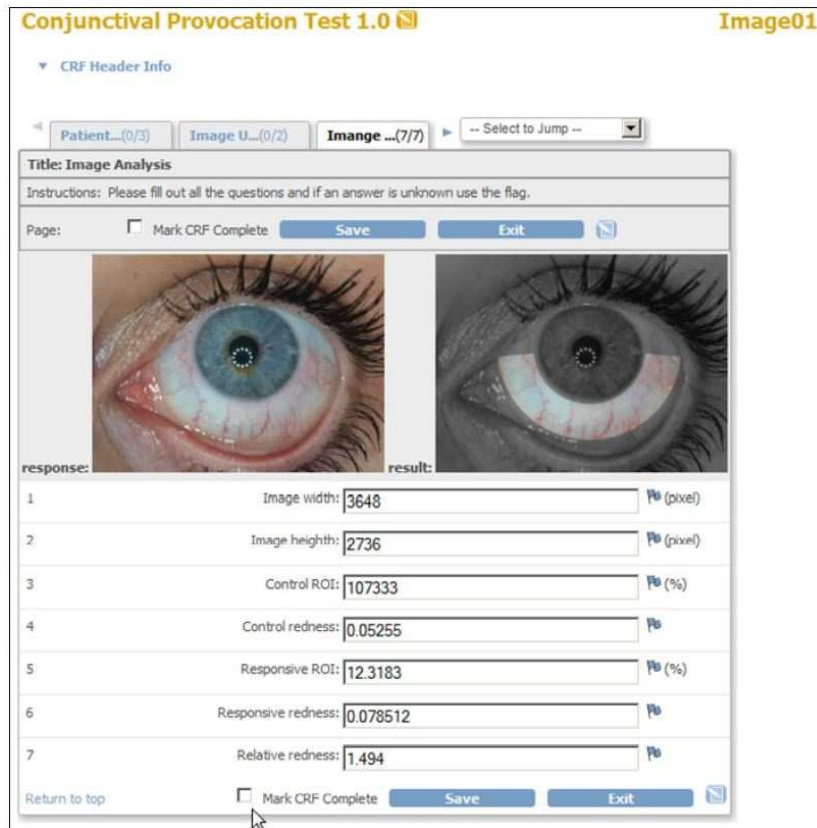 Conjunctival Provocation Test 1.0 Image01
▼ CRF Header Info
Patient...(0/3) Image U...(0/2) Imange ...(7/7) -- Select to Jump --
Title: Image Analysis
Instructions: Please fill out all the questions and if an answer is unknown use the flag.
Page: Mark CRF Complete Save Exit
response: result:
1 Image width: 3648 (pixel)
2 Image heighth: 2736 (pixel)
3 Control ROI: 107333 (%)
4 Control redness: 0.05255
5 Responsive ROI: 12.3183 (%)
6 Responsive redness: 0.078512
7 Relative redness: 1.494
Return to top Mark CRF Complete Save Exit